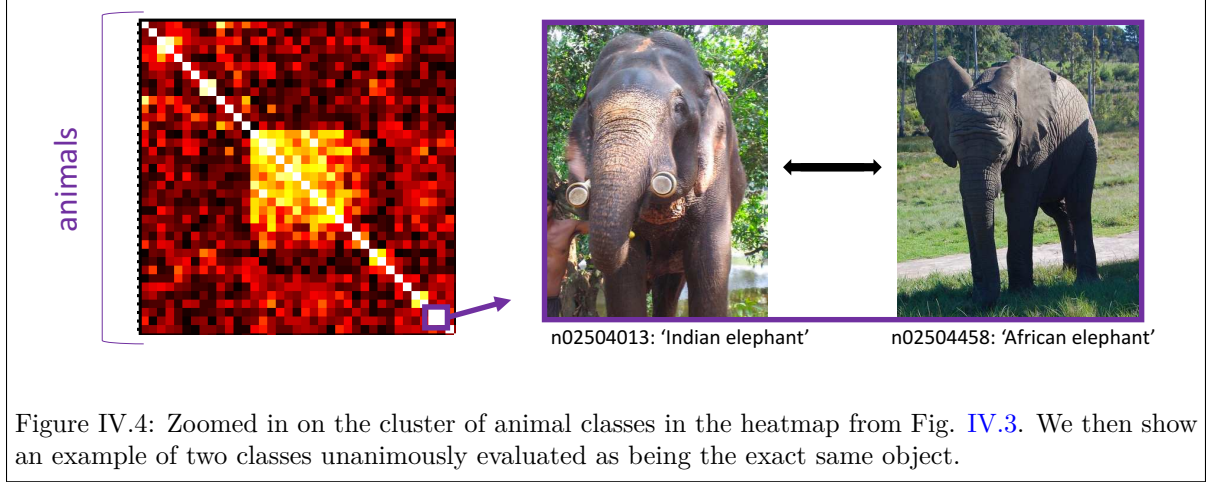 animals
n02504013: ‘Indian elephant’
n02504458: ‘African elephant’
Figure IV.4: Zoomed in on the cluster of animal classes in the heatmap from Fig. IV.3. We then show
an example of two classes unanimously evaluated as being the exact same object.